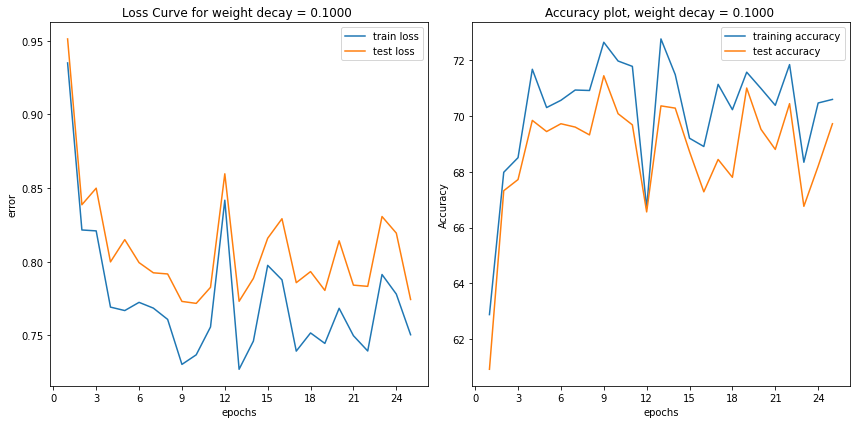 Loss Curve for weight decay = 0.1000
train loss
test loss
error
0.95
0.90
0.85
0.80
0.75
0 3 6 9 12 15 18 21 24
epochs
Accuracy plot, weight decay = 0.1000
training accuracy
test accuracy
Accuracy
72
70
68
66
64
62
0 3 6 9 12 15 18 21 24
epochs